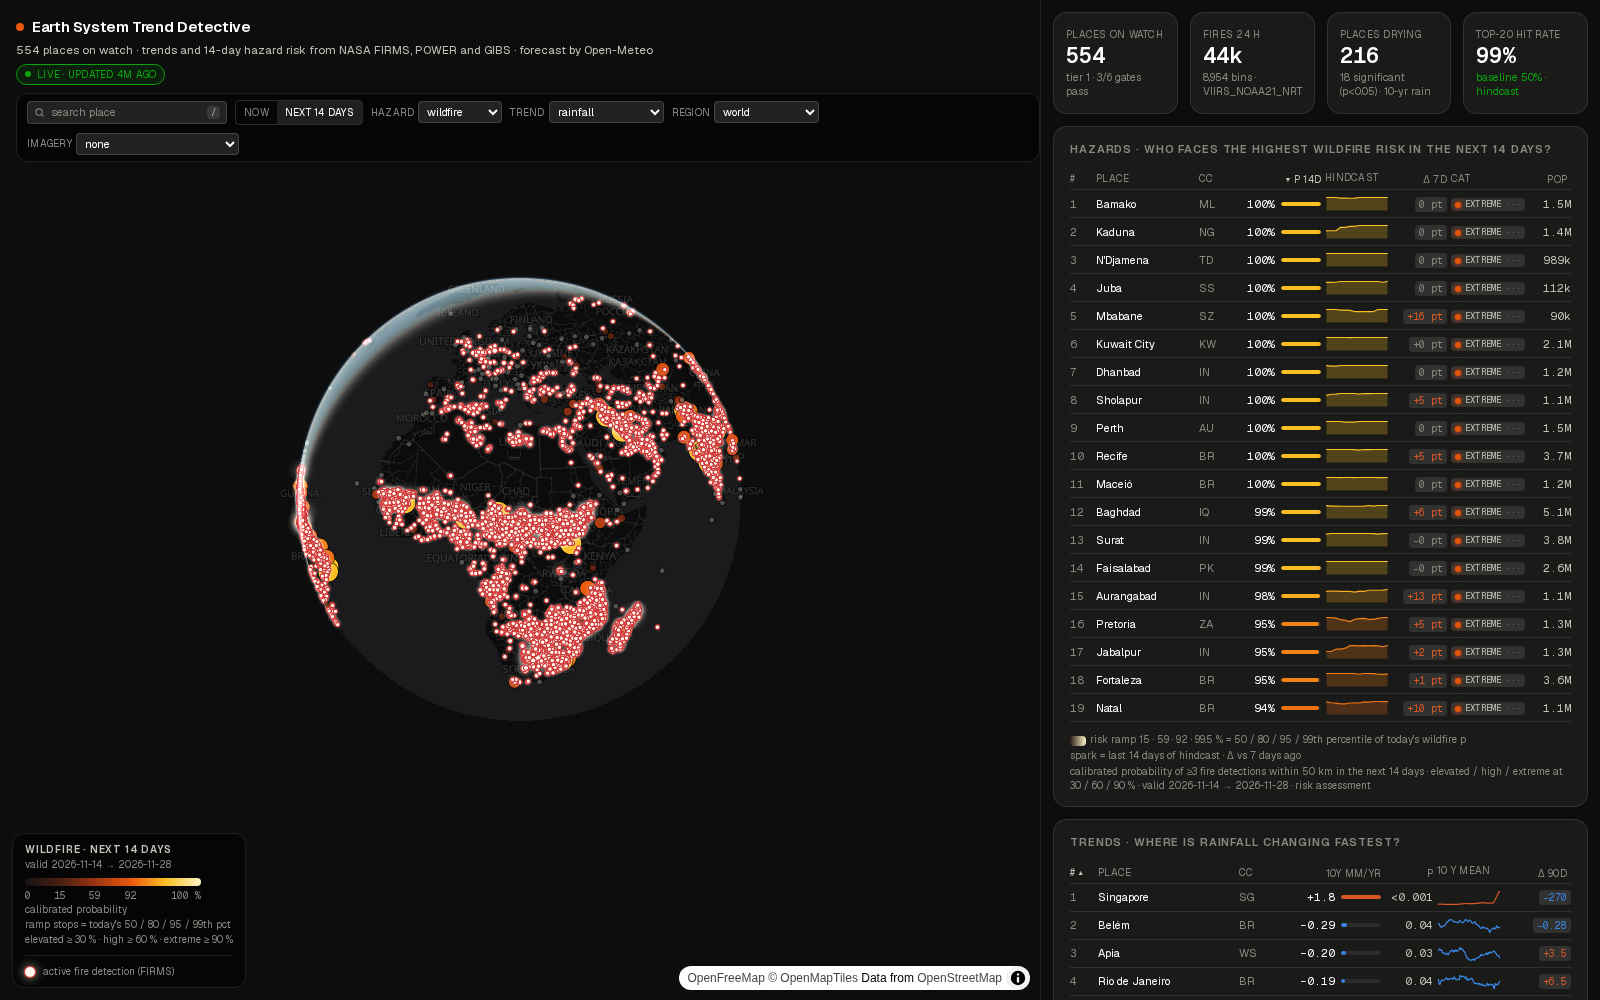 Earth System Trend Detective
554 places on watch · trends and 14-day hazard risk from NASA FIRMS, POWER and GIBS · forecast by Open-Meteo
LIVE · UPDATED 4M AGO
search place /
NOW NEXT 14 DAYS HAZARD wildfire TREND rainfall REGION world
IMAGERY none
GREENLAND
ICELAND
FINLAND
KAZAKHSTAN
ҚАЗАҚСТАН
MOROCCO
NIGER CHAD
EQUATORIAL
KENYA
WILDFIRE · NEXT 14 DAYS
valid 2026-11-14 → 2026-11-28
0 15 59 92 100 %
calibrated probability
ramp stops = today's 50 / 80 / 95 / 99th pct
elevated ≥ 30 % · high ≥ 60 % · extreme ≥ 90 %
active fire detection (FIRMS)
OpenFreeMap © OpenMapTiles Data from OpenStreetMap
PLACES ON WATCH
554
tier 1 · 3/6 gates
pass
FIRES 24 H
44k
8,954 bins ·
VIIRS_NOAA21_NRT
PLACES DRYING
216
18 significant
(p<0.05) · 10-yr rain
TOP-20 HIT RATE
99%
baseline 50% ·
hindcast
HAZARDS · WHO FACES THE HIGHEST WILDFIRE RISK IN THE NEXT 14 DAYS?
# PLACE CC ▼ P 14D HINDCAST Δ 7D CAT POP
1 Bamako ML 100% 0 pt EXTREME ··· 1.5M
2 Kaduna NG 100% 0 pt EXTREME ··· 1.4M
3 N'Djamena TD 100% 0 pt EXTREME ··· 989k
4 Juba SS 100% 0 pt EXTREME ··· 112k
5 Mbabane SZ 100% +16 pt EXTREME ··· 90k
6 Kuwait City KW 100% +0 pt EXTREME ··· 2.1M
7 Dhanbad IN 100% 0 pt EXTREME ··· 1.2M
8 Sholapur IN 100% +5 pt EXTREME ··· 1.1M
9 Perth AU 100% 0 pt EXTREME ··· 1.5M
10 Recife BR 100% +5 pt EXTREME ··· 3.7M
11 Maceió BR 100% 0 pt EXTREME ··· 1.2M
12 Baghdad IQ 99% +6 pt EXTREME ··· 5.1M
13 Surat IN 99% −0 pt EXTREME ··· 3.8M
14 Faisalabad PK 99% −0 pt EXTREME ··· 2.6M
15 Aurangabad IN 98% +13 pt EXTREME ··· 1.1M
16 Pretoria ZA 95% +5 pt EXTREME ··· 1.3M
17 Jabalpur IN 95% +2 pt EXTREME ··· 1.3M
18 Fortaleza BR 95% +1 pt EXTREME ··· 3.6M
19 Natal BR 94% +10 pt EXTREME ··· 1.1M
risk ramp 15 · 59 · 92 · 99.5 % = 50 / 80 / 95 / 99th percentile of today's wildfire p
spark = last 14 days of hindcast · Δ vs 7 days ago
calibrated probability of ≥3 fire detections within 50 km in the next 14 days · elevated / high / extreme at
30 / 60 / 90 % · valid 2026-11-14 → 2026-11-28 · risk assessment
TRENDS · WHERE IS RAINFALL CHANGING FASTEST?
# ▲ PLACE CC 10Y MM/YR P 10 Y MEAN Δ 90D
1 Singapore SG +1.8 <0.001 −270
2 Belém BR −0.29 0.04 −0.28
3 Apia WS −0.20 0.03 +3.5
4 Rio de Janeiro BR −0.19 0.04 +6.5